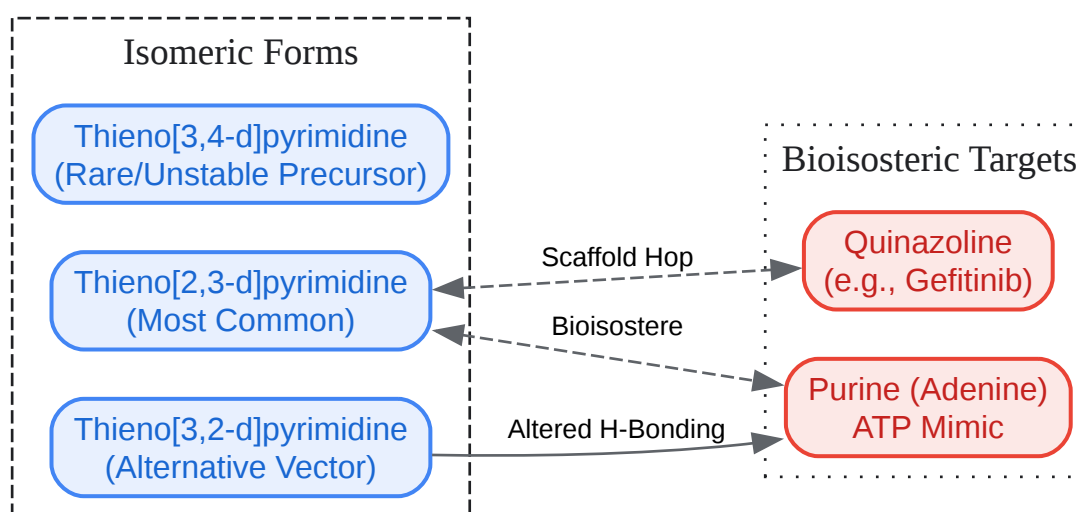 Isomeric Forms
Thieno[3,4-d]pyrimidine
(Rare/Unstable Precursor)
Thieno[2,3-d]pyrimidine
(Most Common)
Thieno[3,2-d]pyrimidine
(Alternative Vector)
Scaffold Hop
Bioisostere
Altered H-Bonding
Bioisosteric Targets
Quinazoline
(e.g., Gefitinib)
Purine (Adenine)
ATP Mimic